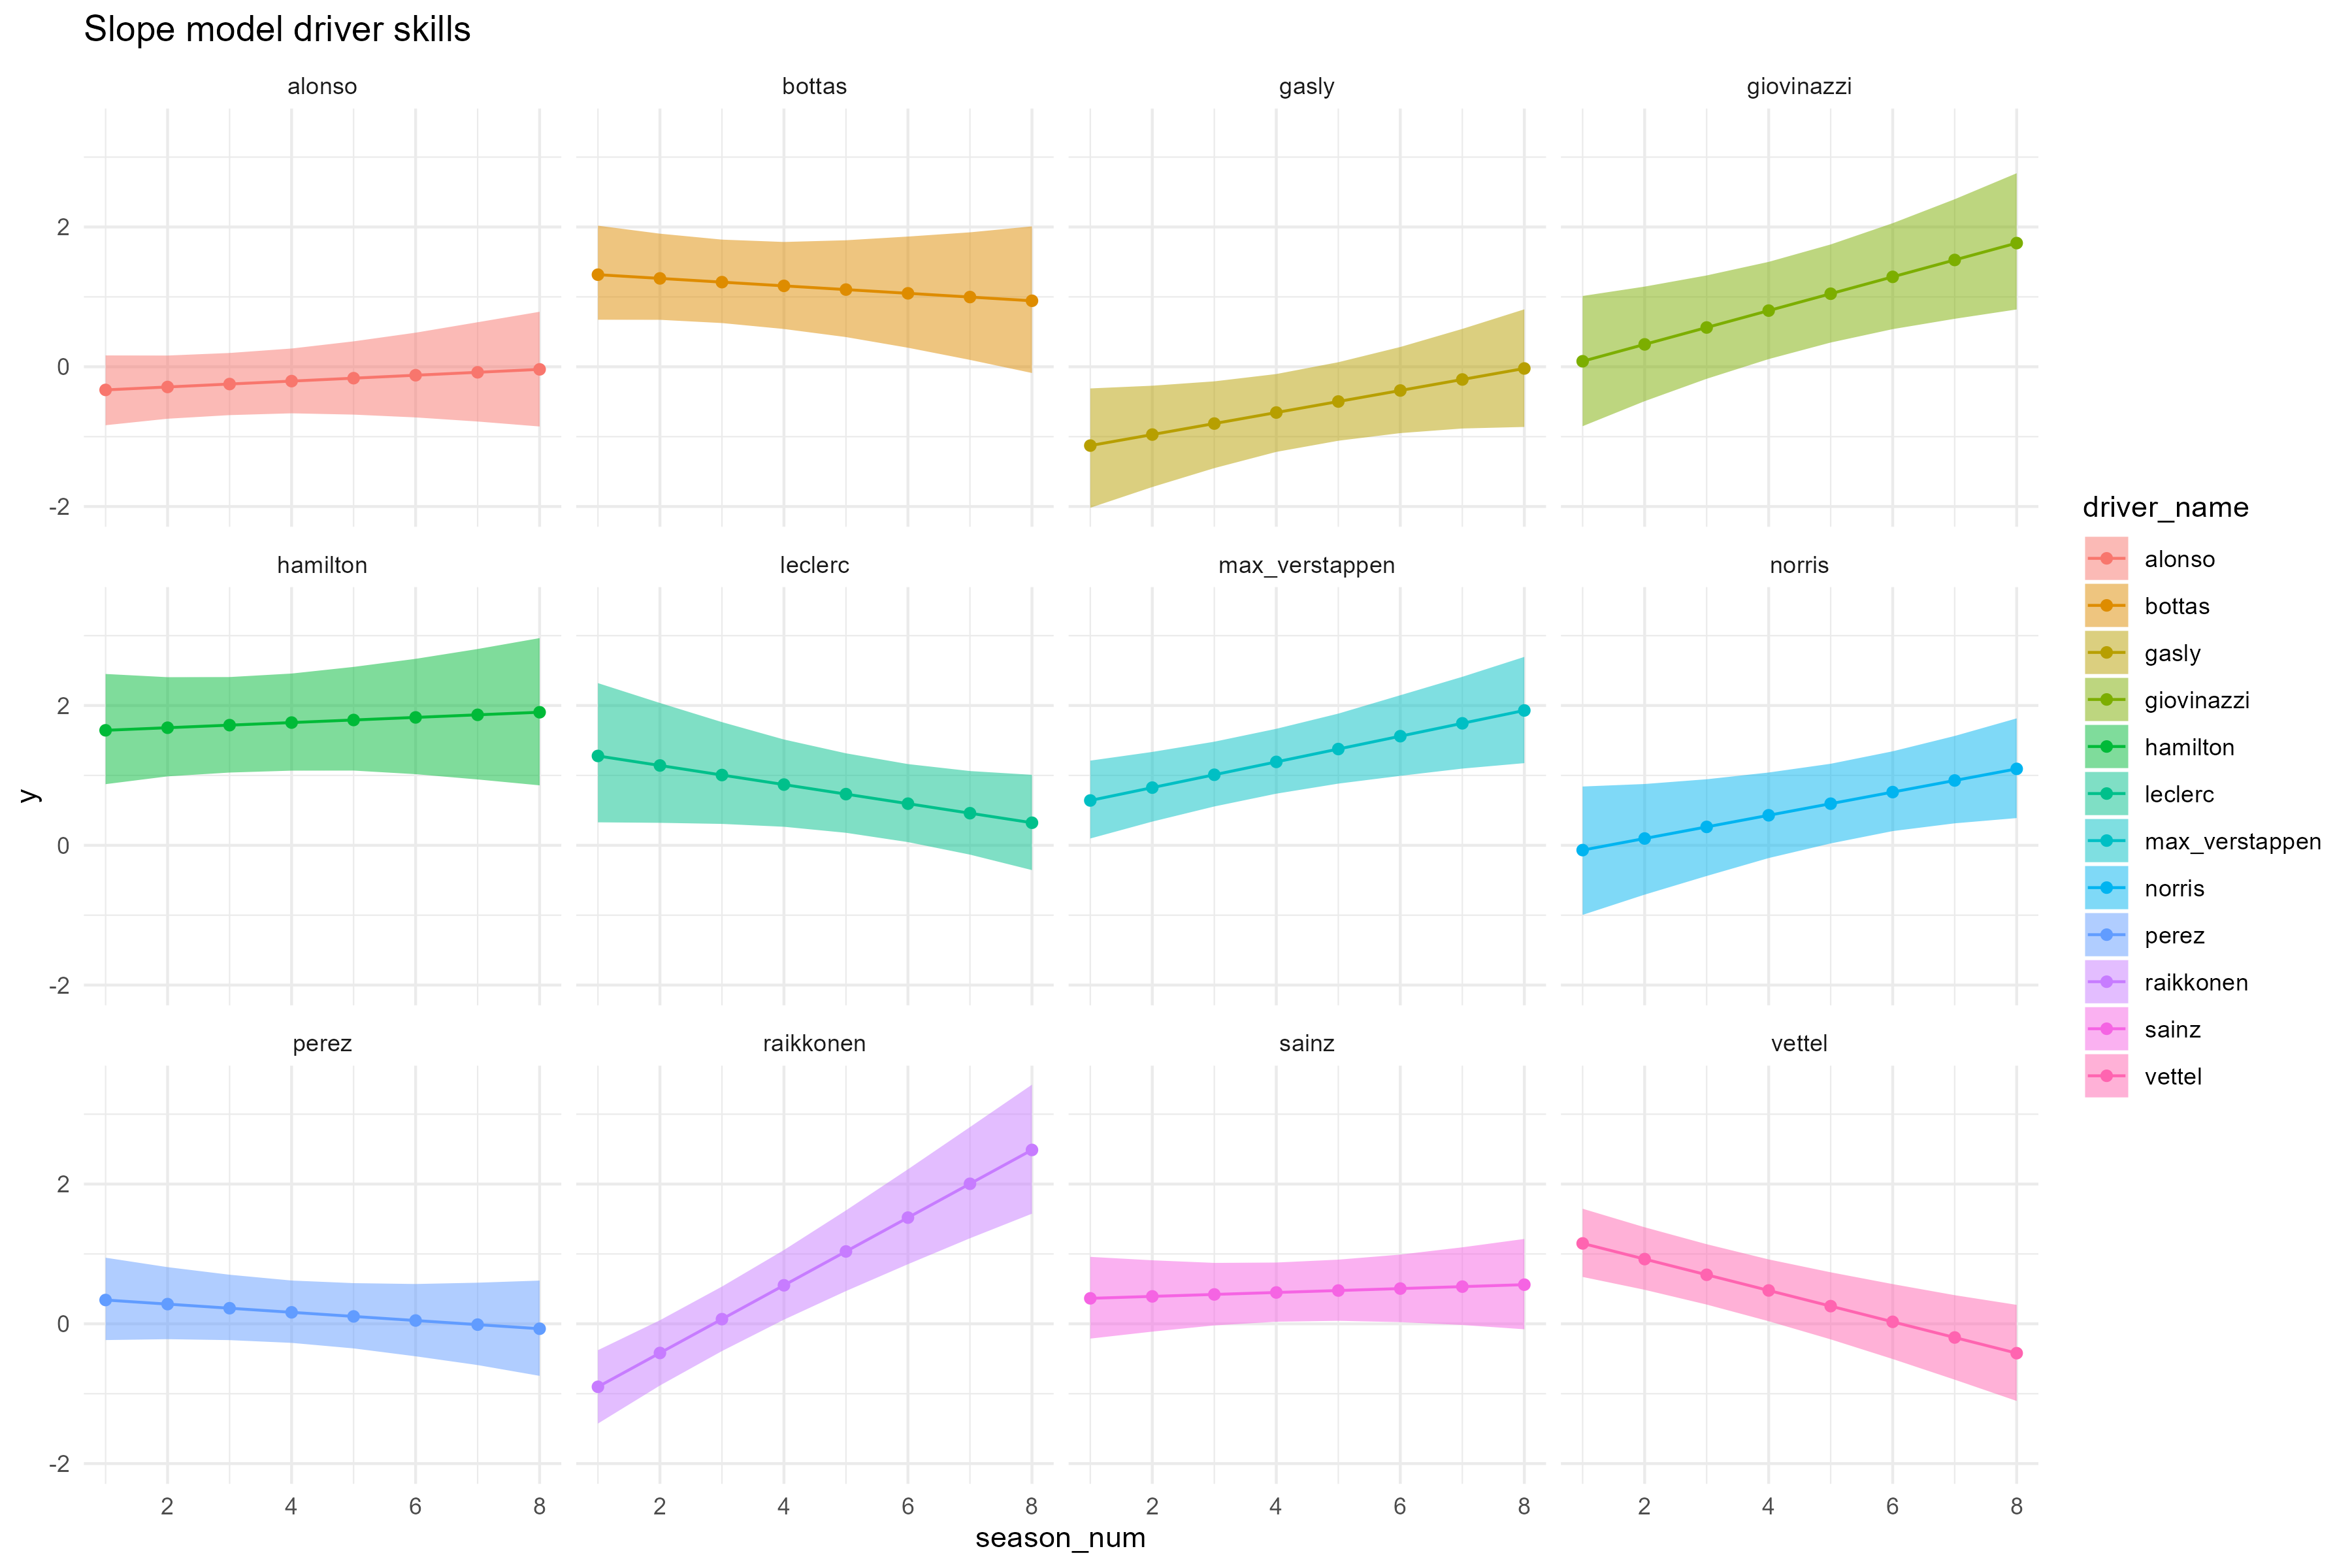 Slope model driver skills
alonso bottas gasly giovinazzi
2
0
-2
hamilton leclerc max_verstappen norris
2
0
-2
perez raikkonen sainz vettel
2
0
-2
2 4 6 8 2 4 6 8 2 4 6 8 2 4 6 8
season_num
y
driver_name
alonso
bottas
gasly
giovinazzi
hamilton
leclerc
max_verstappen
norris
perez
raikkonen
sainz
vettel